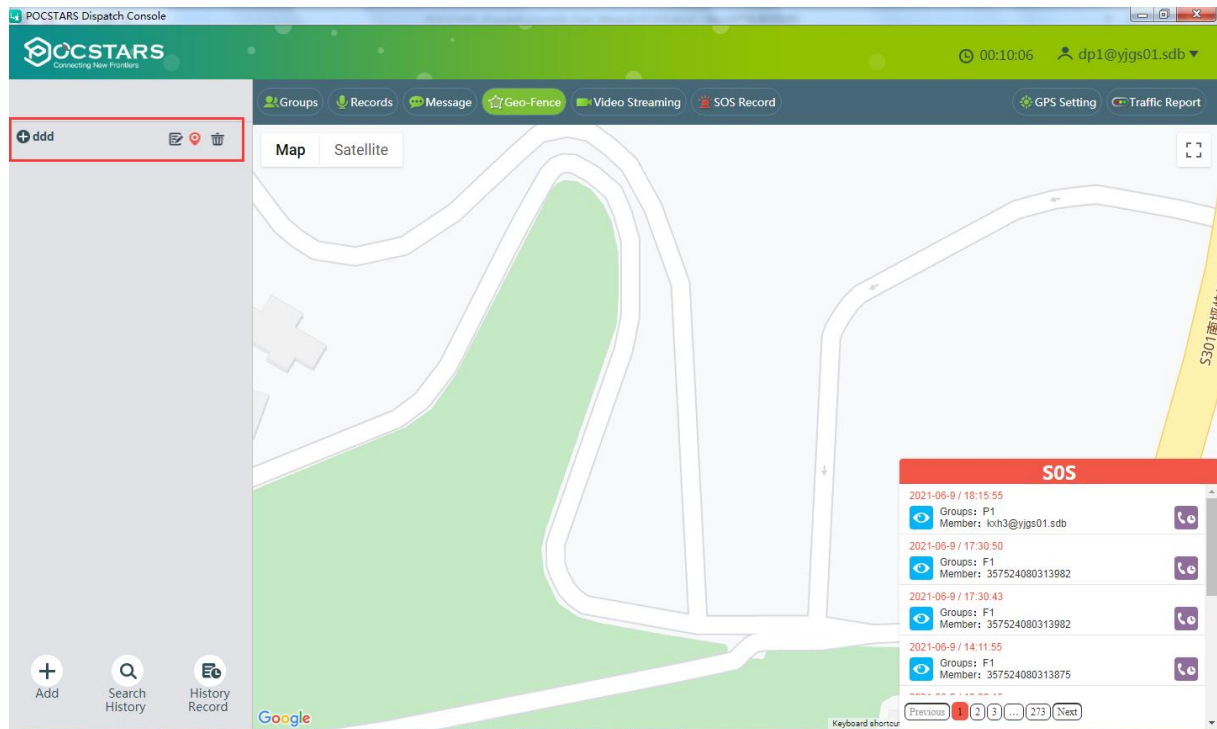 POCSTARS Dispatch Console
POCSTARS
Connecting New Frontiers
00:10:06 dp1@yjgs01.sdb
Groups Records Message Geo-Fence Video Streaming SOS Record GPS Setting Traffic Report
ddd
Map Satellite
SOS
2021-06-9 / 18:15:55
Groups: P1
Member: kxh3@yjgs01.sdb
2021-06-9 / 17:30:50
Groups: F1
Member: 357524080313982
2021-06-9 / 17:30:43
Groups: F1
Member: 357524080313982
2021-06-9 / 14:11:55
Groups: F1
Member: 357524080313875
Previous 1 2 3 ... 273 Next
Add
Search History
History Record
Google
Keyboard shortcu